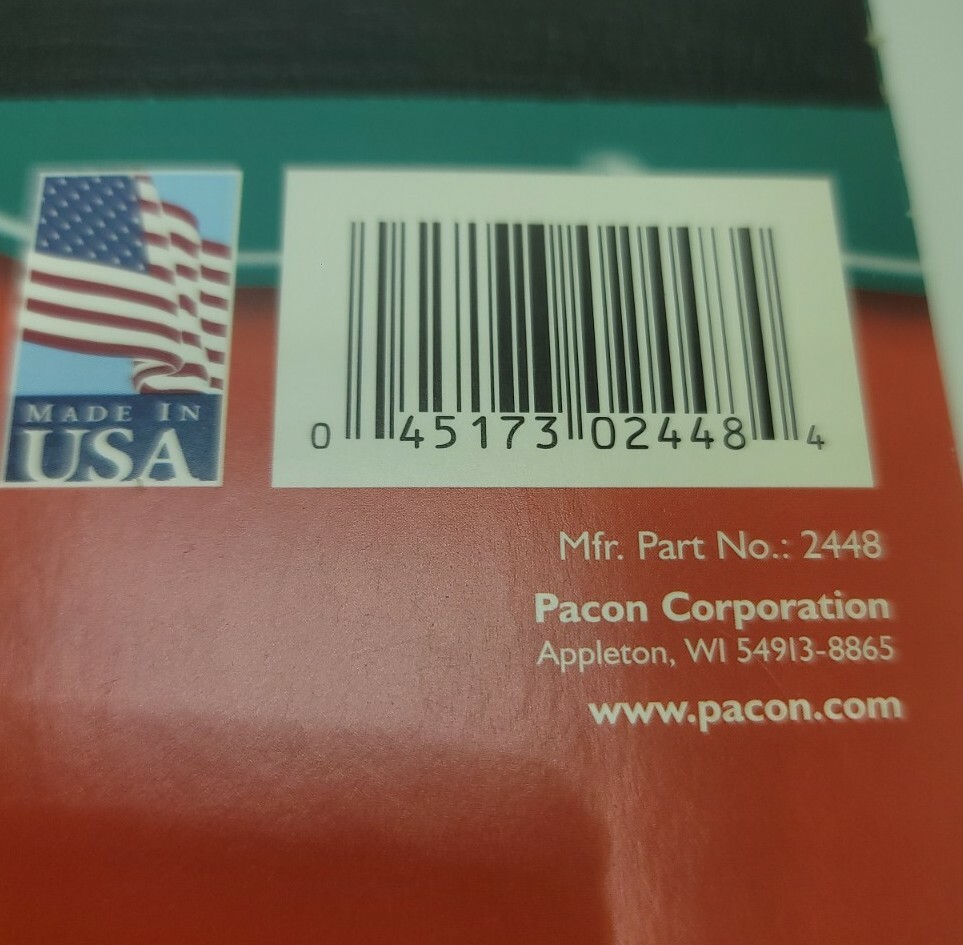 MADE IN
USA
0 45173 02448 4
Mfr. Part No.: 2448
Pacon Corporation
Appleton, WI 54913-8865
www.pacon.com